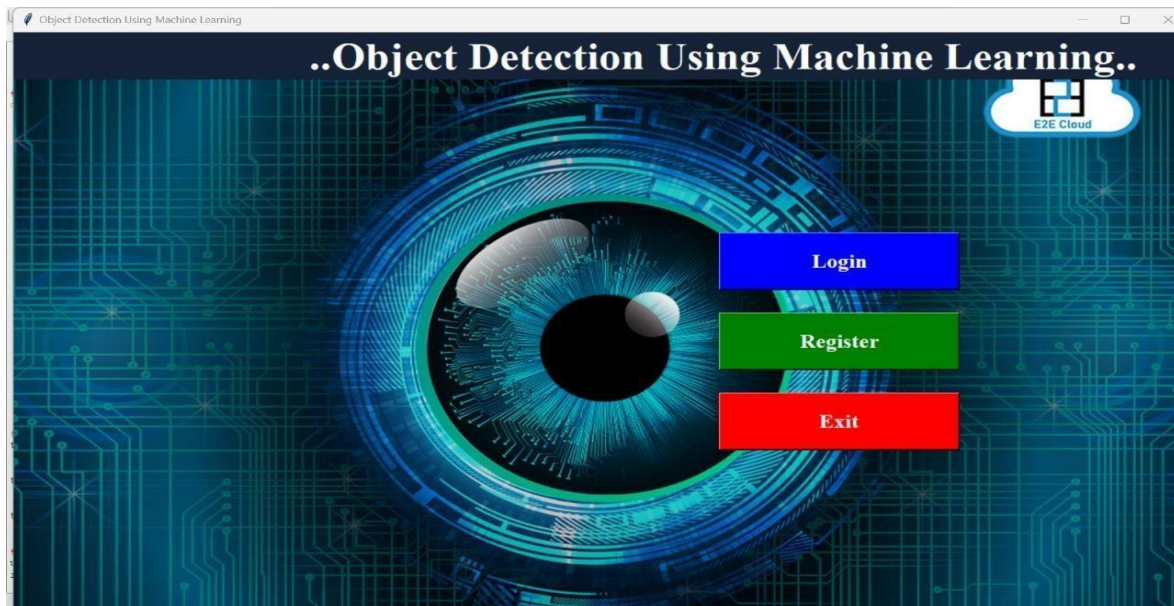 Object Detection Using Machine Learning
..Object Detection Using Machine Learning..
E2E Cloud
Login
Register
Exit